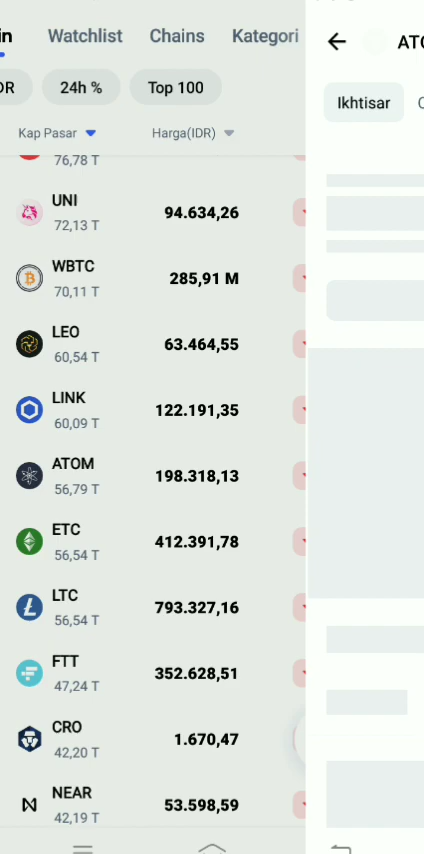 in Watchlist Chains Kategori
DR 24h % Top 100
Kap Pasar Harga(IDR)
76,78 T
UNI
72,13 T
94.634,26
WBTC
70,11 T
285,91 M
LEO
60,54 T
63.464,55
LINK
60,09 T
122.191,35
ATOM
56,79 T
198.318,13
ETC
56,54 T
412.391,78
LTC
56,54 T
793.327,16
FTT
47,24 T
352.628,51
CRO
42,20 T
1.670,47
NEAR
42,19 T
53.598,59
ATO
Ikhtisar